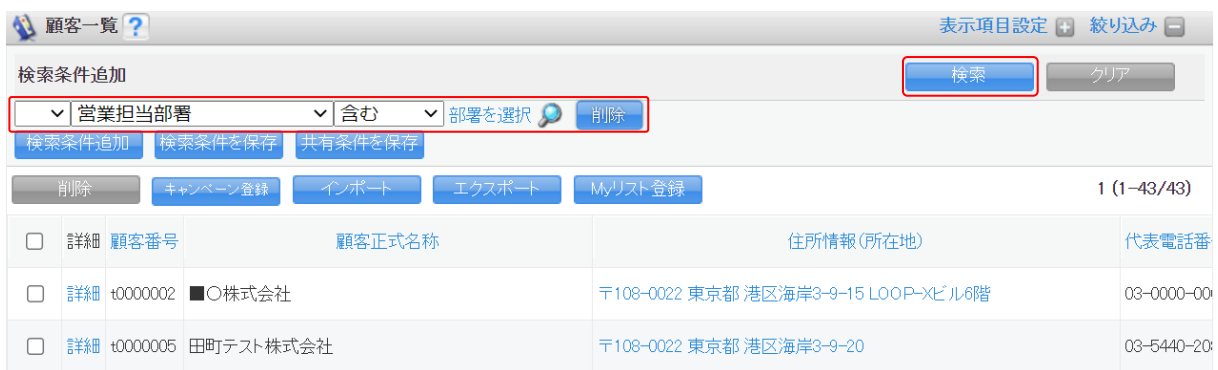 顧客一覧 ? 表示項目設定 絞り込み
検索条件追加 検索 クリア
営業担当部署 含む 部署を選択 削除
検索条件追加 検索条件を保存 共有条件を保存
削除 キャンペーン登録 インポート エクスポート Myリスト登録 1 (1-43/43)
詳細 顧客番号 顧客正式名称 住所情報(所在地) 代表電話番
詳細 t0000002 ■〇株式会社 〒108-0022 東京都 港区海岸3-9-15 LOOP-Xビル6階 03-0000-00
詳細 t0000005 田町テスト株式会社 〒108-0022 東京都 港区海岸3-9-20 03-5440-20